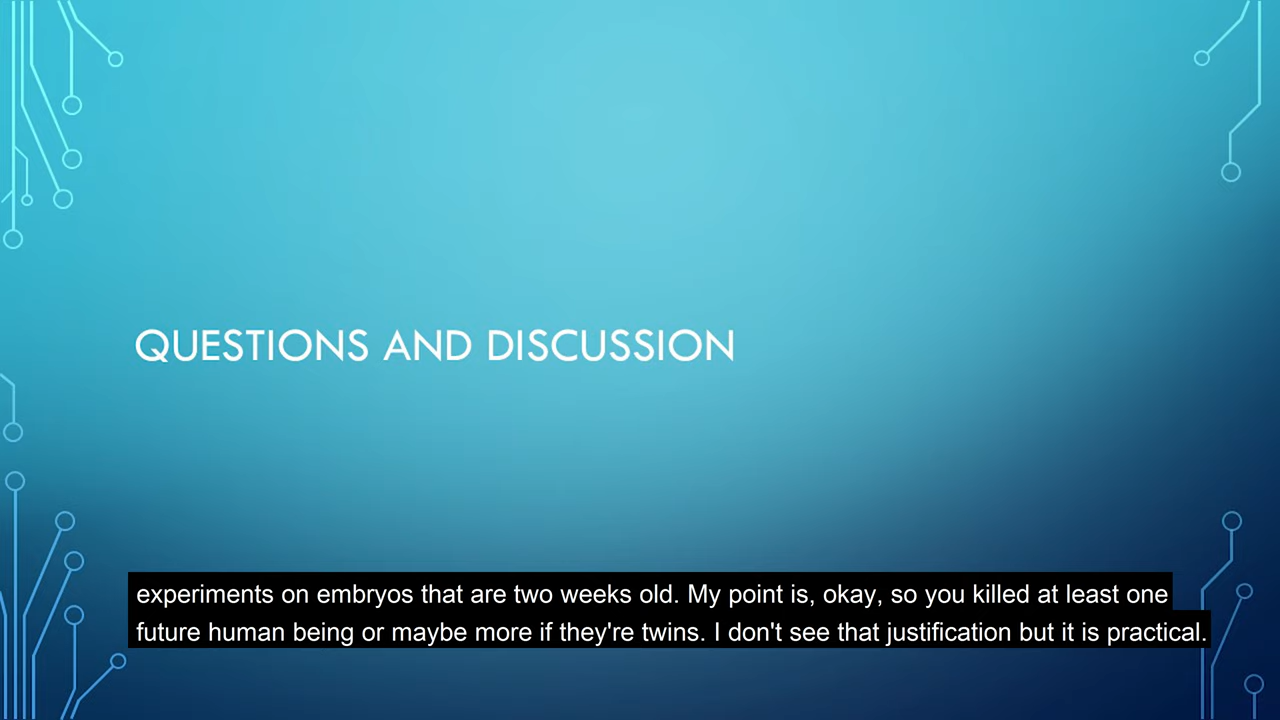 QUESTIONS AND DISCUSSION
experiments on embryos that are two weeks old. My point is, okay, so you killed at least one
future human being or maybe more if they're twins. I don't see that justification but it is practical.